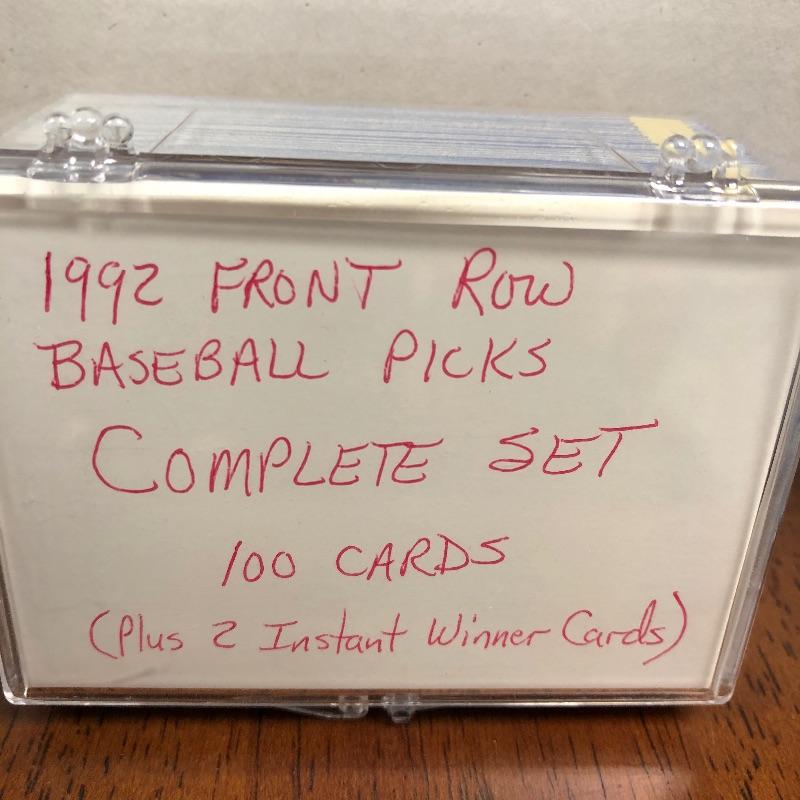 1992 FRONT ROW
BASEBALL PICKS
COMPLETE SET
100 CARDS
(Plus 2 Instant Winner Cards)